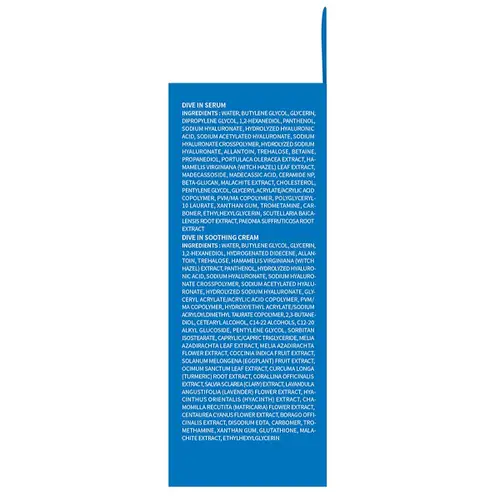 DIVE IN SERUM
INGREDIENTS : WATER, BUTYLENE GLYCOL, GLYCERIN,
DIPROPYLENE GLYCOL, 1,2-HEXANEDIOL, PANTHENOL,
SODIUM HYALURONATE, HYDROLYZED HYALURONIC
ACID, SODIUM ACETYLATED HYALURONATE, SODIUM
HYALURONATE CROSSPOLYMER, HYDROLYZED SODIUM
HYALURONATE, ALLANTOIN, TREHALOSE, BETAINE,
PROPANEDIOL, PORTULACA OLERACEA EXTRACT, HA-
MAMELIS VIRGINIANA (WITCH HAZEL) LEAF EXTRACT,
MADECASSOSIDE, MADECASSIC ACID, CERAMIDE NP,
BETA-GLUCAN, MALACHITE EXTRACT, CHOLESTEROL,
PENTYLENE GLYCOL, GLYCERYL ACRYLATE/ACRYLIC ACID
COPOLYMER, PVM/MA COPOLYMER, POLYGLYCERYL-
10 LAURATE, XANTHAN GUM, TROMETAMINE, CAR-
BOMER, ETHYLHEXYLGLYCERIN, SCUTELLARIA BAICA-
LENSIS ROOT EXTRACT, PAEONIA SUFFRUTICOSA ROOT
EXTRACT
DIVE IN SOOTHING CREAM
INGREDIENTS : WATER, BUTYLENE GLYCOL, GLYCERIN,
1,2-HEXANEDIOL, HYDROGENATED DIDECENE, ALLAN-
TOIN, TREHALOSE, HAMAMELIS VIRGINIANA (WITCH
HAZEL) EXTRACT, PANTHENOL, HYDROLYZED HYALURO-
NIC ACID, SODIUM HYALURONATE, SODIUM HYALURO-
NATE CROSSPOLYMER, SODIUM ACETYLATED HYALU-
RONATE, HYDROLYZED SODIUM HYALURONATE, GLY-
CERYL ACRYLATE/ACRYLIC ACID COPOLYMER, PVM/
MA COPOLYMER, HYDROXYETHYL ACRYLATE/SODIUM
ACRYLOYLDIMETHYL TAURATE COPOLYMER, 2,3-BUTANE-
DIOL, CETEARYL ALCOHOL, C14-22 ALCOHOLS, C12-20
ALKYL GLUCOSIDE, PENTYLENE GLYCOL, SORBITAN
ISOSTEARATE, CAPRYLIC/CAPRIC TRIGLYCERIDE, MELIA
AZADIRACHTA LEAF EXTRACT, MELIA AZADIRACHTA
FLOWER EXTRACT, COCCINIA INDICA FRUIT EXTRACT,
SOLANUM MELONGENA (EGGPLANT) FRUIT EXTRACT,
OCIMUM SANCTUM LEAF EXTRACT, CURCUMA LONGA
(TURMERIC) ROOT EXTRACT, CORALLINA OFFICINALIS
EXTRACT, SALVIA SCLAREA (CLARY) EXTRACT, LAVANDULA
ANGUSTIFOLIA (LAVENDER) FLOWER EXTRACT, HYA-
CINTHUS ORIENTALIS (HYACINTH) EXTRACT, CHA-
MOMILLA RECUTITA (MATRICARIA) FLOWER EXTRACT,
CENTAUREA CYANUS FLOWER EXTRACT, BORAGO OFFI-
CINALIS EXTRACT, DISODIUM EDTA, CARBOMER, TRO-
METHAMINE, XANTHAN GUM, GLUTATHIONE, MALA-
CHITE EXTRACT, ETHYLHEXYLGLYCERIN